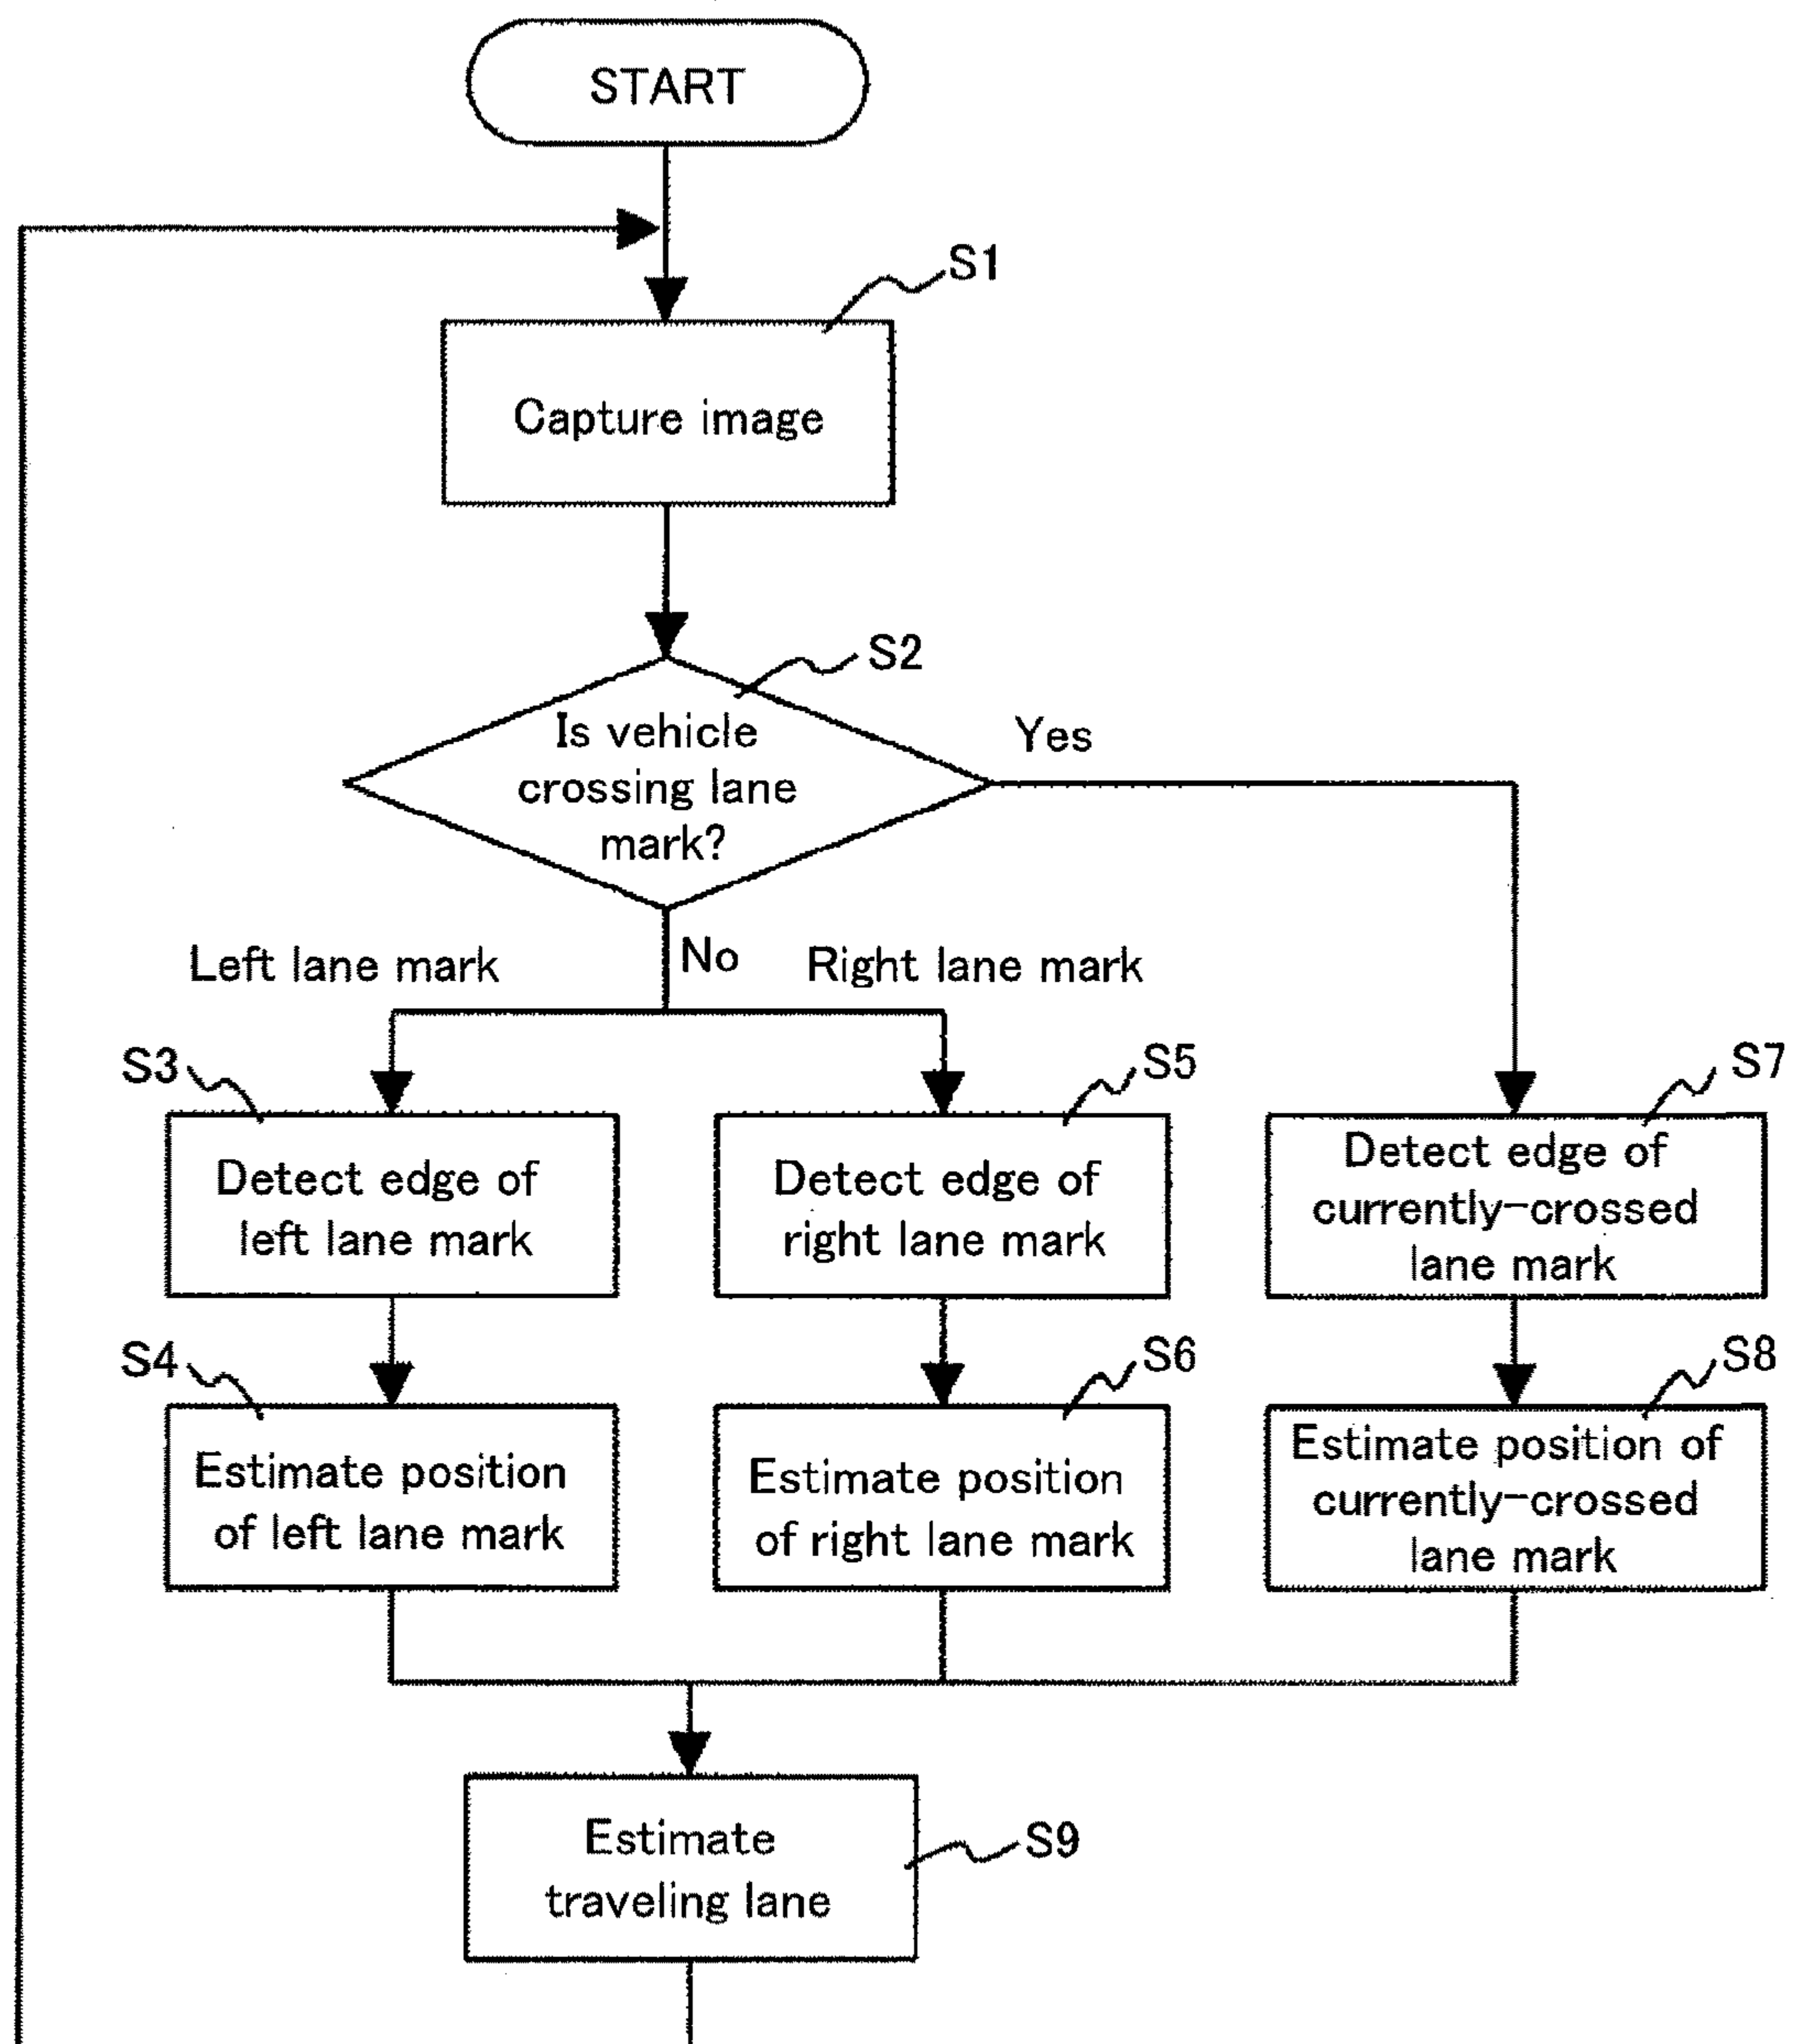 START
S1
Capture image
S2
Is vehicle
crossing lane
mark?
Yes
No
Left lane mark
Right lane mark
S3
Detect edge of
left lane mark
S5
Detect edge of
right lane mark
S7
Detect edge of
currently-crossed
lane mark
S4
Estimate position
of left lane mark
S6
Estimate position
of right lane mark
S8
Estimate position of
currently-crossed
lane mark
Estimate
traveling lane
S9